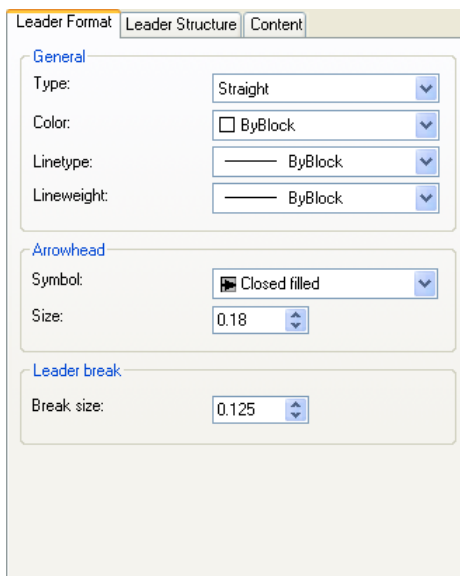 Leader Format Leader Structure Content
General
Type: Straight
Color: ByBlock
Linetype: ByBlock
Lineweight: ByBlock
Arrowhead
Symbol: Closed filled
Size: 0.18
Leader break
Break size: 0.125